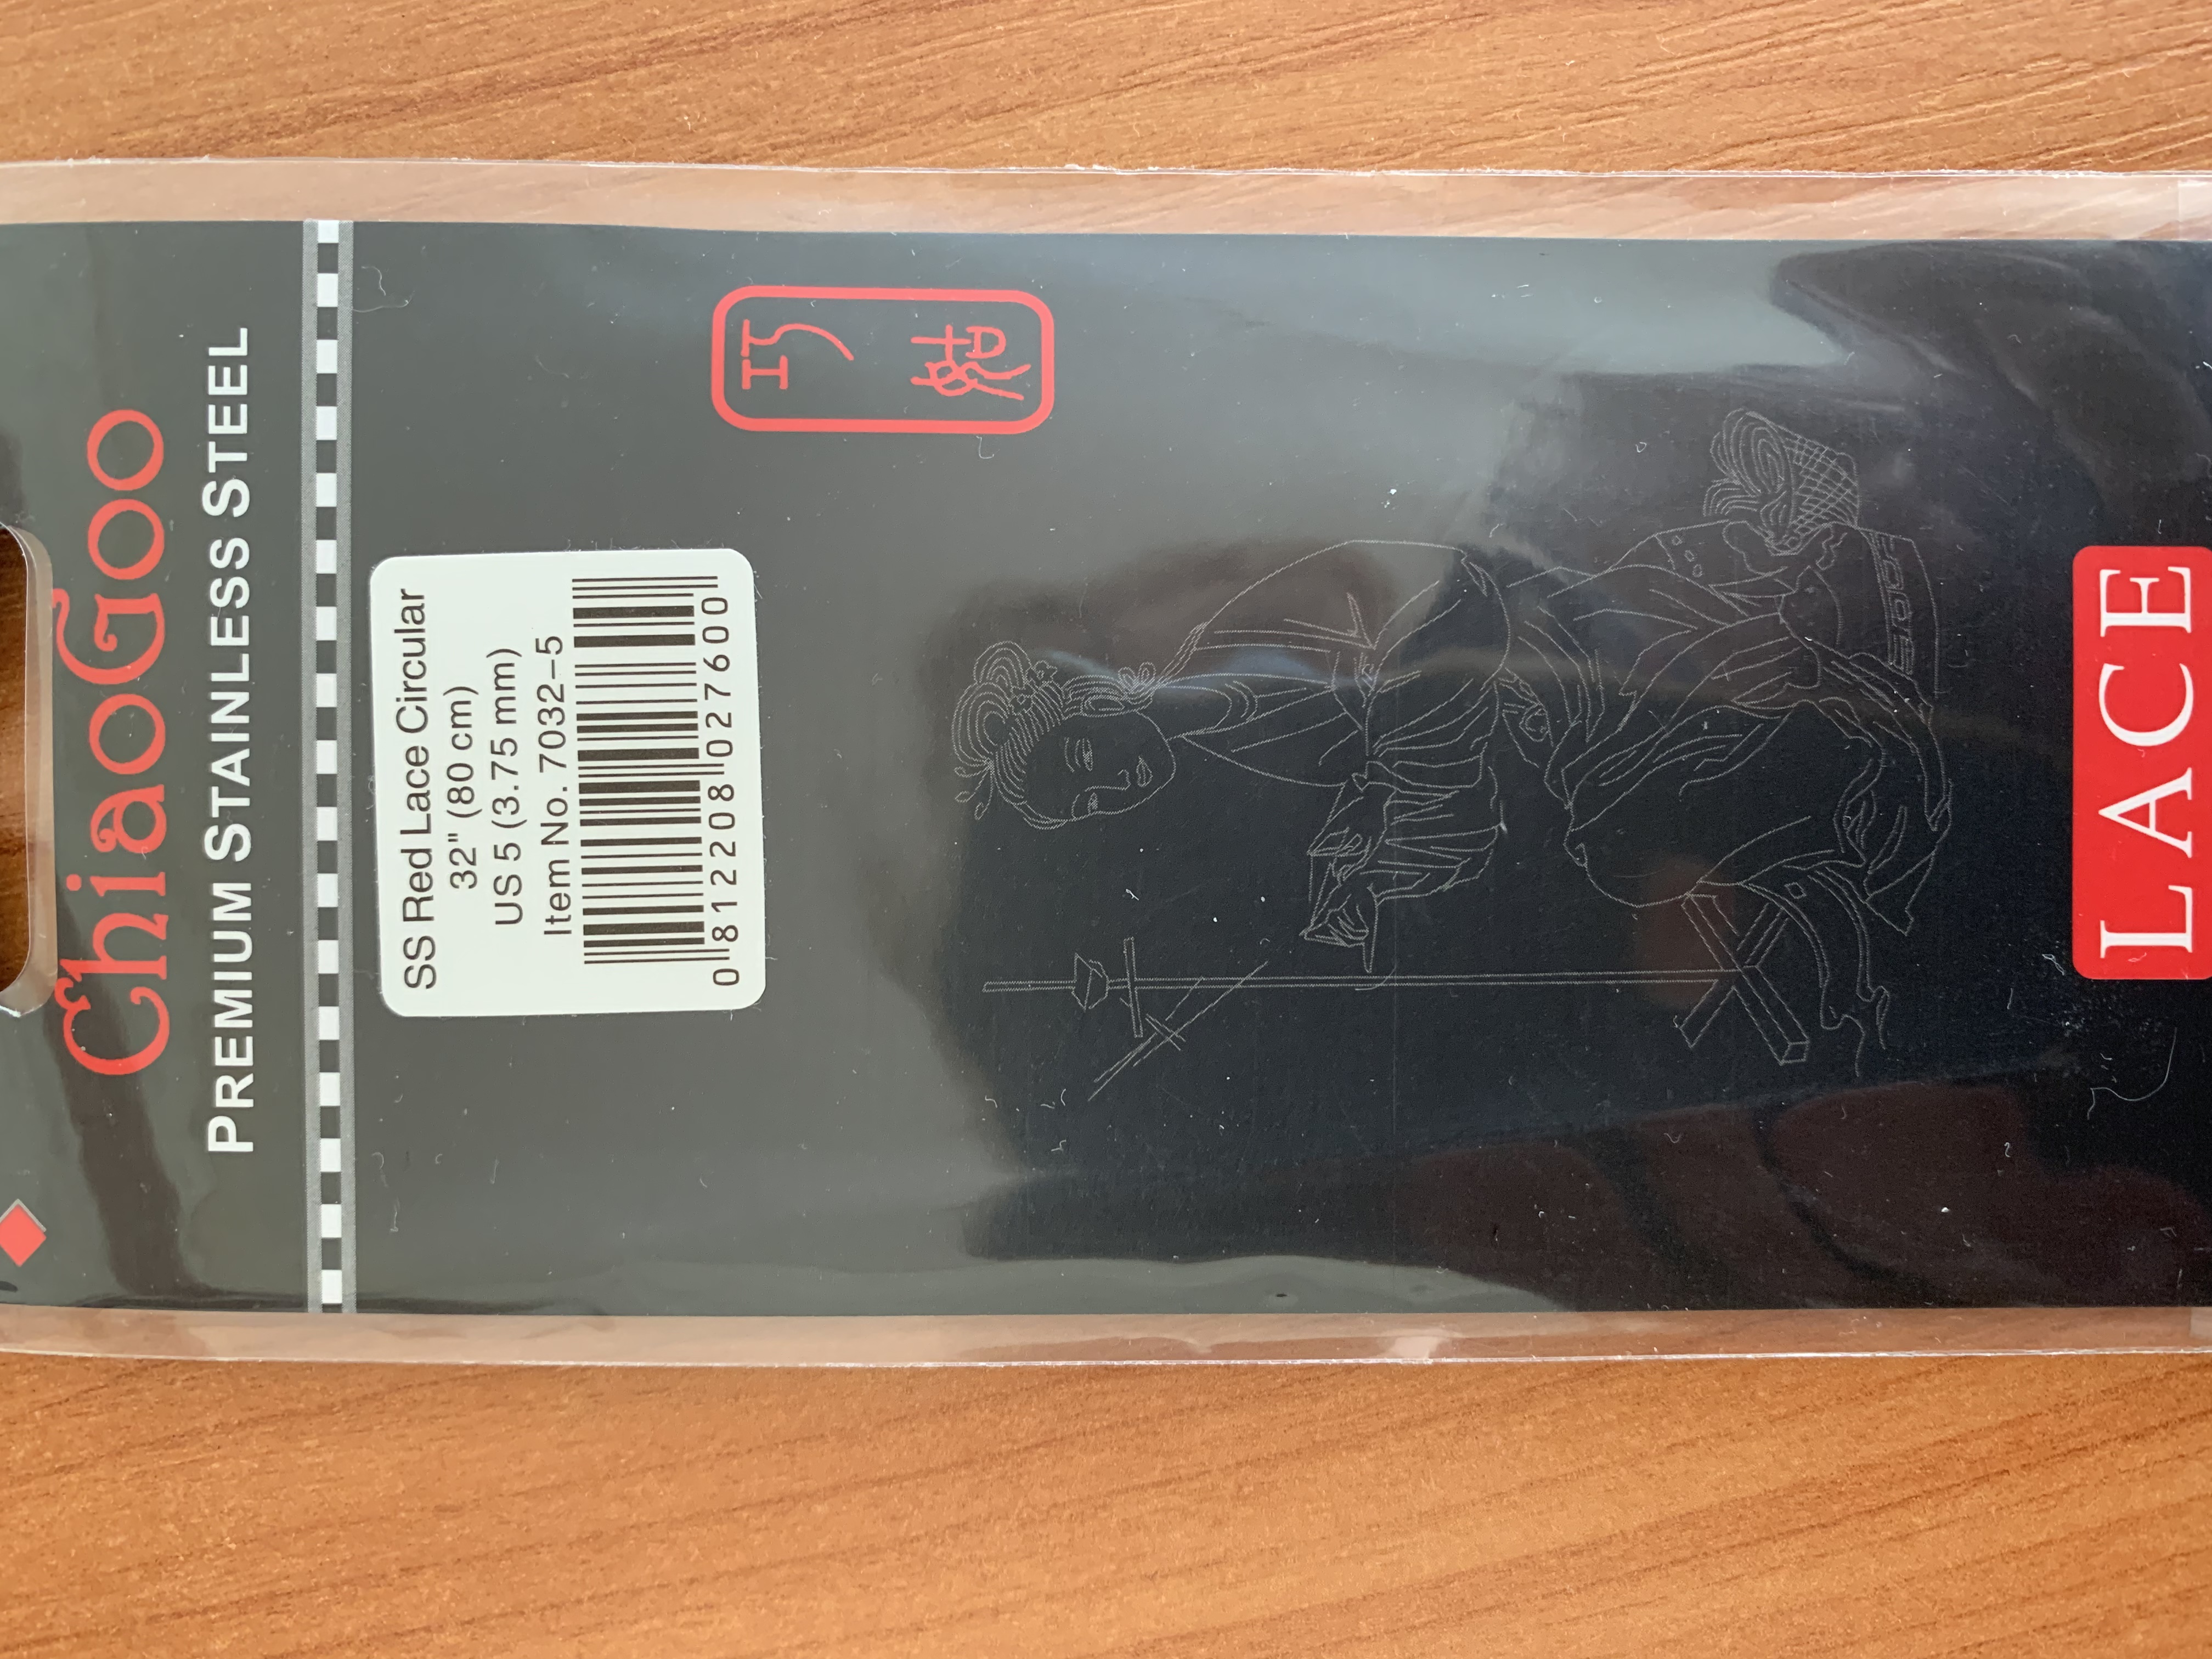 ChiaoGoo
PREMIUM STAINLESS STEEL
SS Red Lace Circular
32" (80 cm)
US 5 (3.75 mm)
Item No. 7032-5
0 812208 027600
巧
LACE